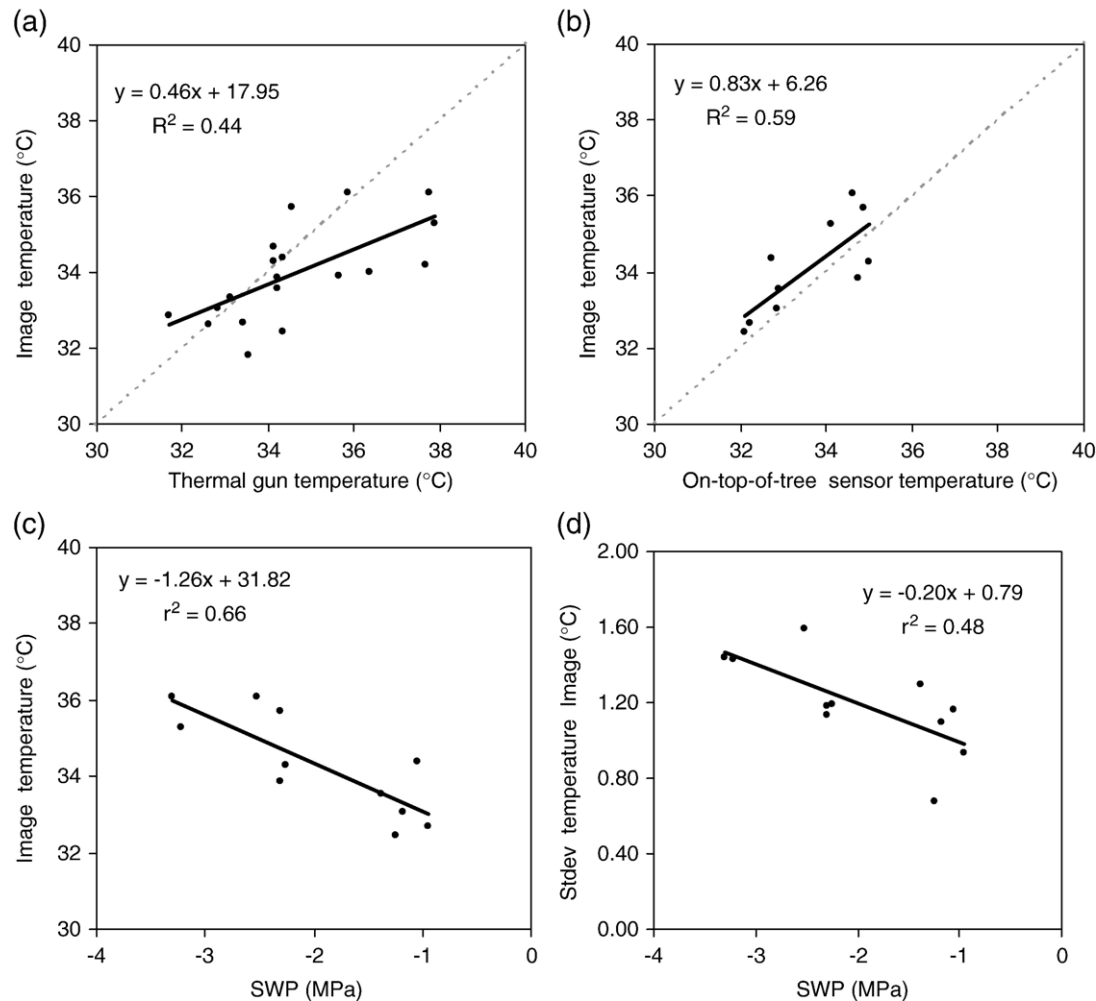 (a)
40
38
36
34
32
30
Image temperature (°C)
y = 0.46x + 17.95
R² = 0.44
30 32 34 36 38 40
Thermal gun temperature (°C)
(b)
40
38
36
34
32
30
Image temperature (°C)
y = 0.83x + 6.26
R² = 0.59
30 32 34 36 38 40
On-top-of-tree sensor temperature (°C)
(c)
40
38
36
34
32
30
Image temperature (°C)
y = -1.26x + 31.82
r² = 0.66
-4 -3 -2 -1 0
SWP (MPa)
(d)
2.00
1.60
1.20
0.80
0.40
0.00
Stdev temperature Image (°C)
y = -0.20x + 0.79
r² = 0.48
-4 -3 -2 -1 0
SWP (MPa)